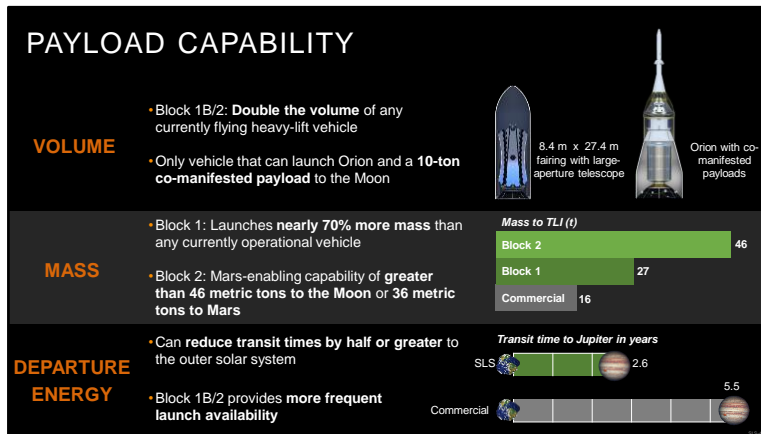 PAYLOAD CAPABILITY
VOLUME
•Block 1B/2: Double the volume of any
currently flying heavy-lift vehicle
•Only vehicle that can launch Orion and a 10-ton
co-manifested payload to the Moon
8.4 m x 27.4 m
fairing with large-
aperture telescope
Orion with co-
manifested
payloads
MASS
•Block 1: Launches nearly 70% more mass than
any currently operational vehicle
•Block 2: Mars-enabling capability of greater
than 46 metric tons to the Moon or 36 metric
tons to Mars
Mass to TLI (t)
Block 2 46
Block 1 27
Commercial 16
DEPARTURE
ENERGY
•Can reduce transit times by half or greater to
the outer solar system
•Block 1B/2 provides more frequent
launch availability
Transit time to Jupiter in years
SLS 2.6
5.5
Commercial